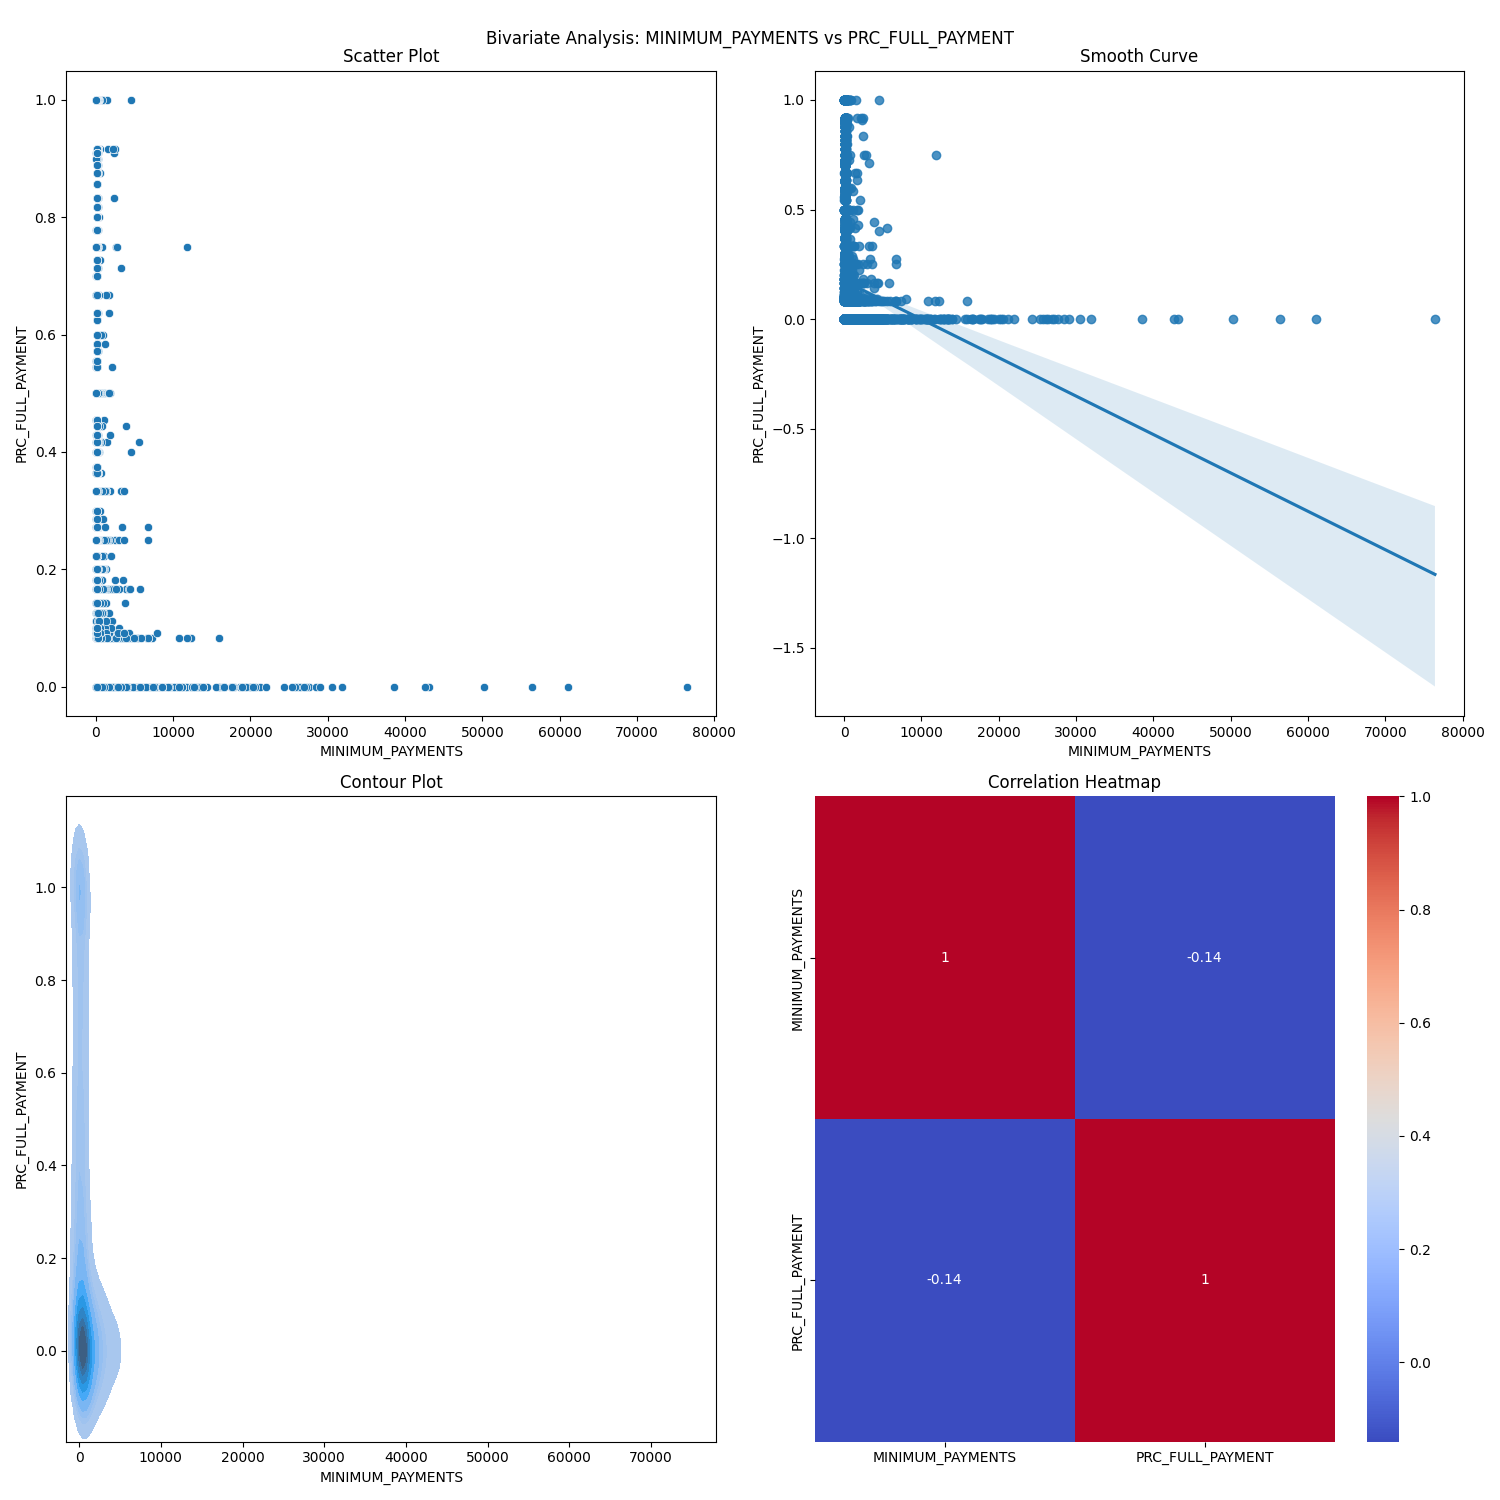 Bivariate Analysis: MINIMUM_PAYMENTS vs PRC_FULL_PAYMENT
Scatter Plot
1.0
0.8
0.6
0.4
0.2
0.0
PRC_FULL_PAYMENT
0 10000 20000 30000 40000 50000 60000 70000 80000
MINIMUM_PAYMENTS
Smooth Curve
1.0
0.5
0.0
−0.5
−1.0
−1.5
PRC_FULL_PAYMENT
0 10000 20000 30000 40000 50000 60000 70000 80000
MINIMUM_PAYMENTS
Contour Plot
1.0
0.8
0.6
0.4
0.2
0.0
PRC_FULL_PAYMENT
0 10000 20000 30000 40000 50000 60000 70000
MINIMUM_PAYMENTS
Correlation Heatmap
MINIMUM_PAYMENTS
PRC_FULL_PAYMENT
1 -0.14
-0.14 1
MINIMUM_PAYMENTS PRC_FULL_PAYMENT
1.0
0.8
0.6
0.4
0.2
0.0